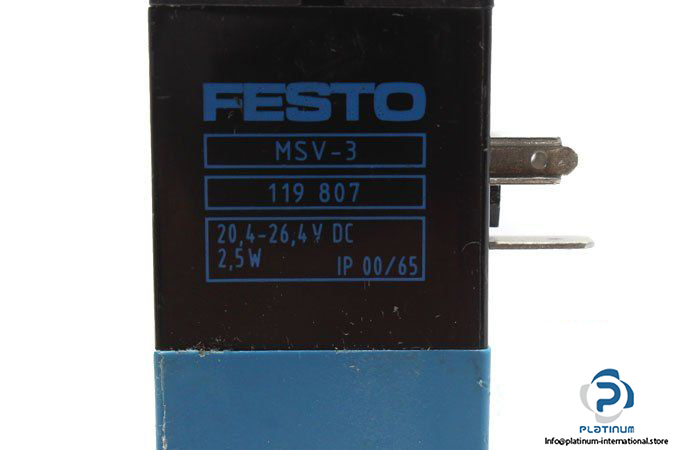 FESTO
MSV-3
119 807
20,4-26,4V DC
2,5W IP 00/65
PLATINUM
INTERNATIONAL
Info@platinum-international.store